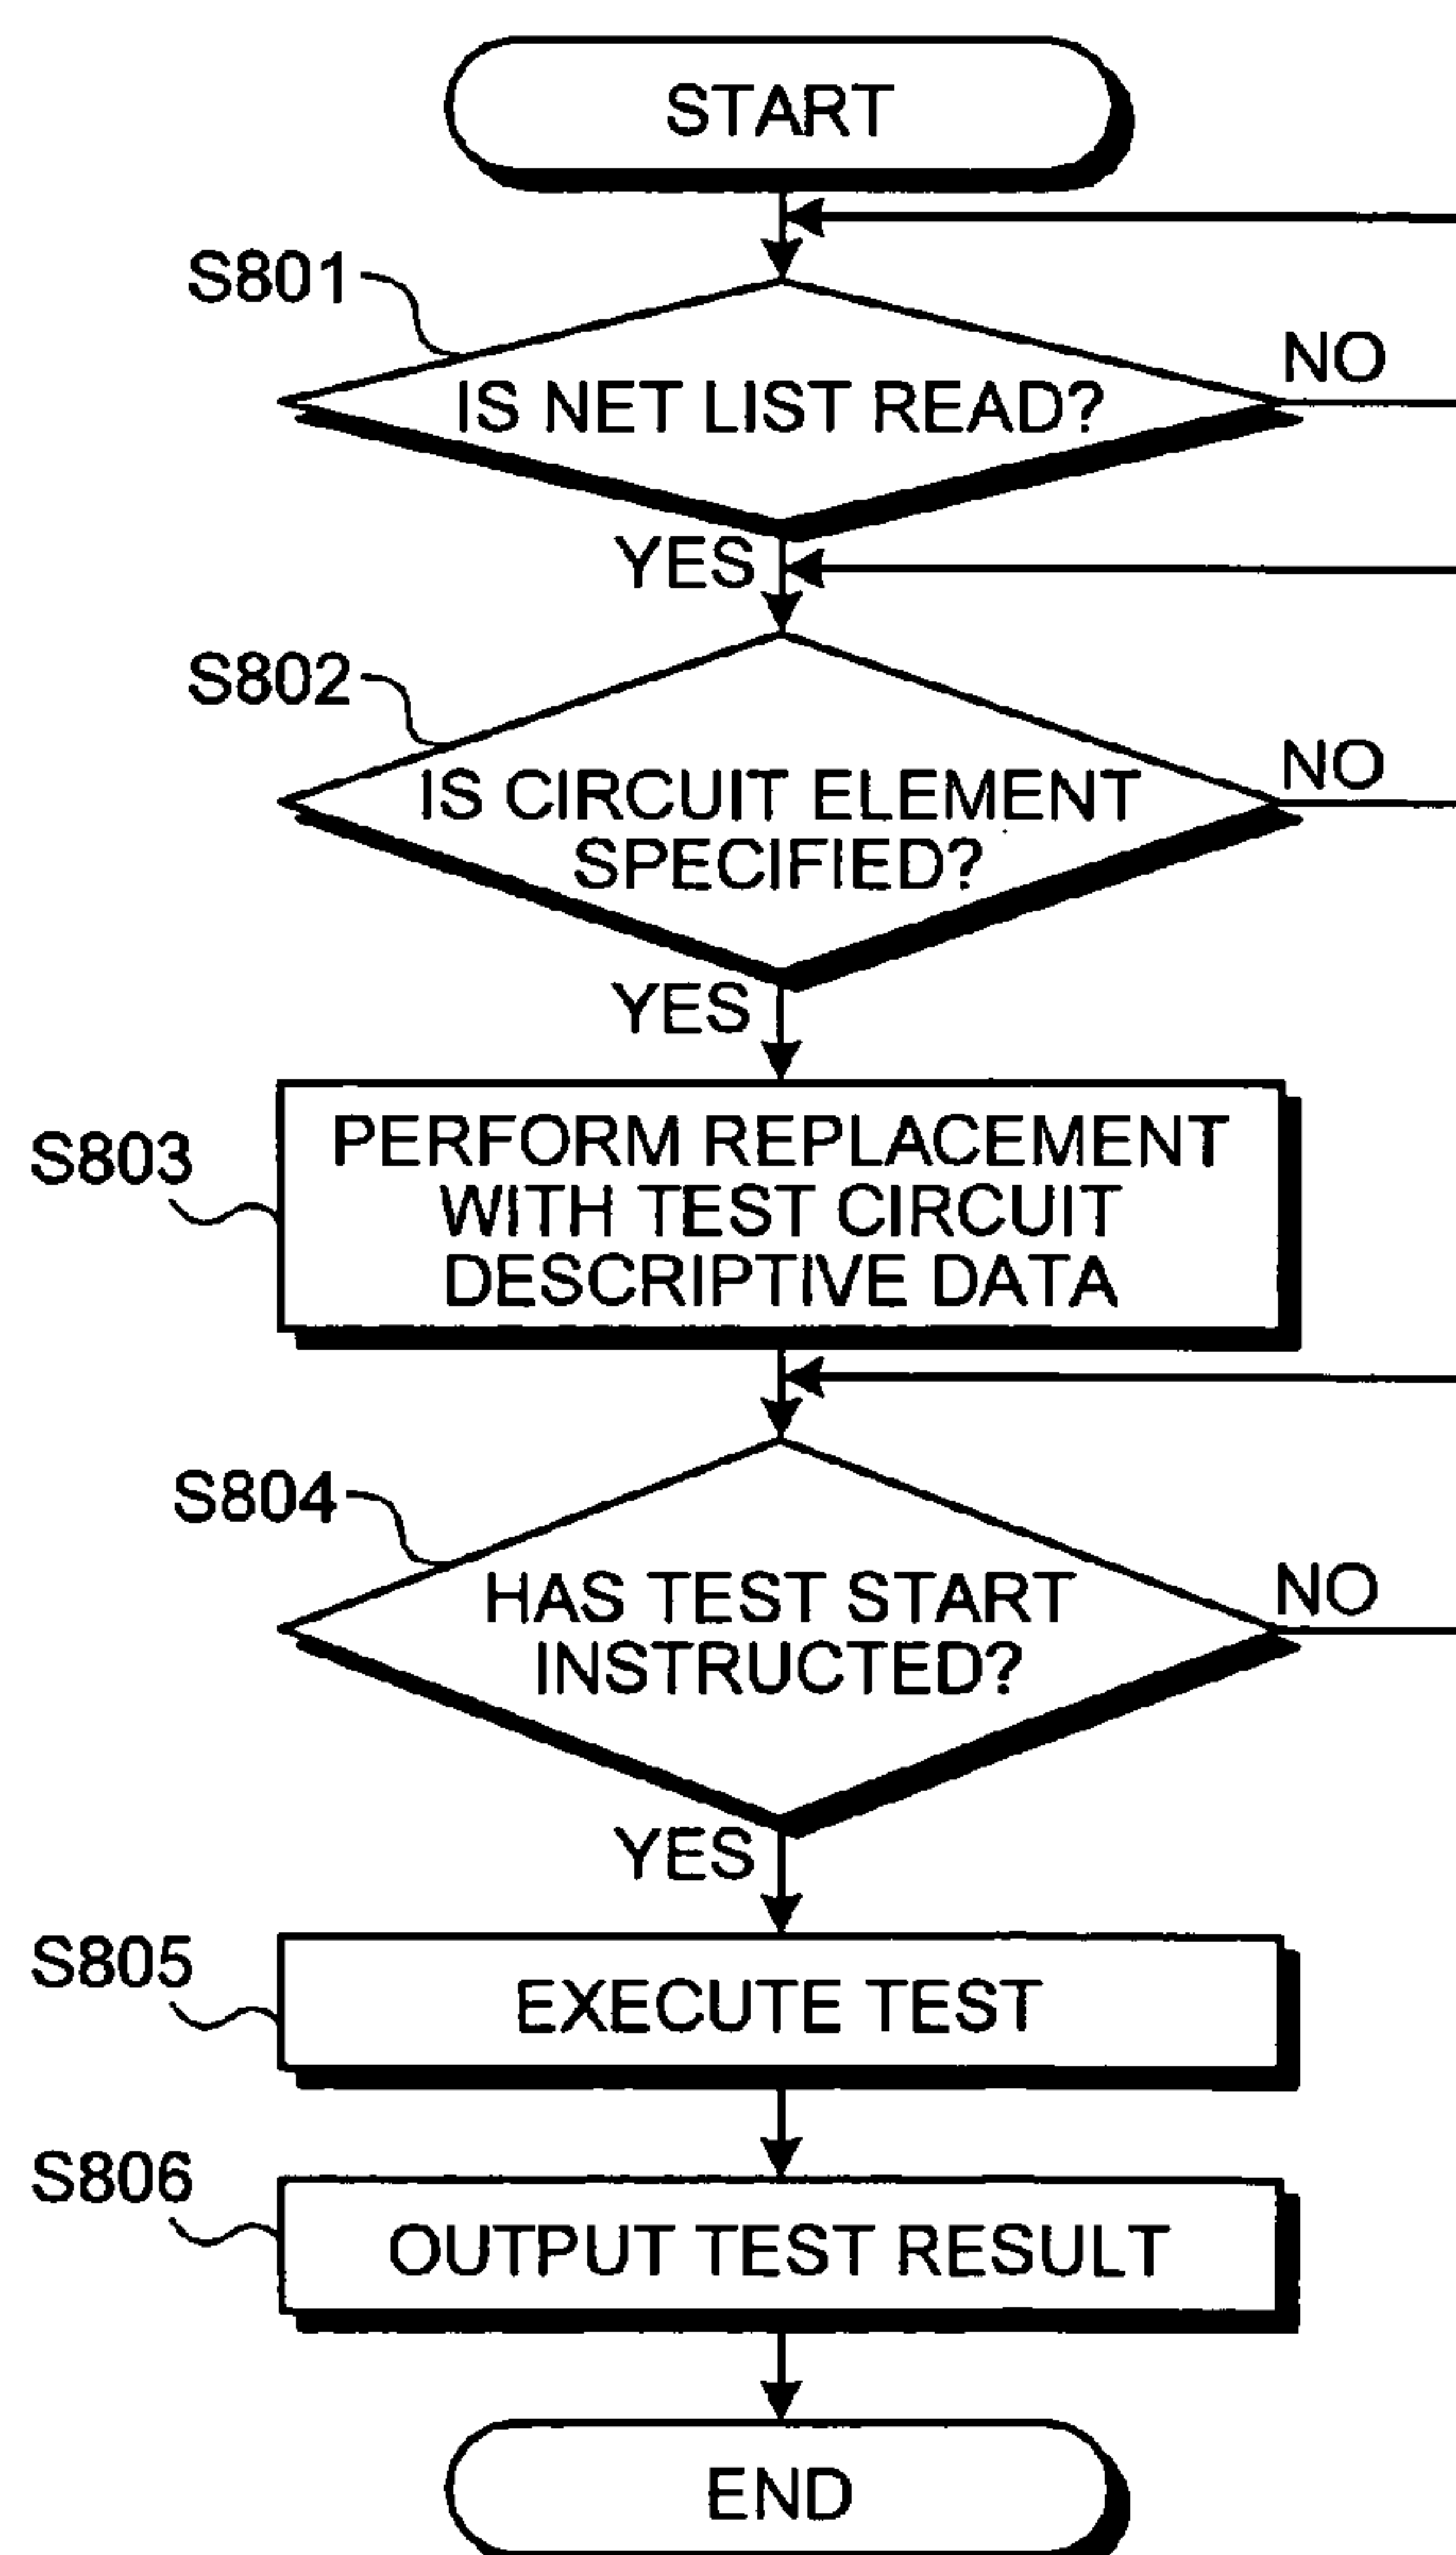 START
S801
IS NET LIST READ?
NO
YES
S802
IS CIRCUIT ELEMENT
SPECIFIED?
NO
YES
S803
PERFORM REPLACEMENT
WITH TEST CIRCUIT
DESCRIPTIVE DATA
S804
HAS TEST START
INSTRUCTED?
NO
YES
S805
EXECUTE TEST
S806
OUTPUT TEST RESULT
END